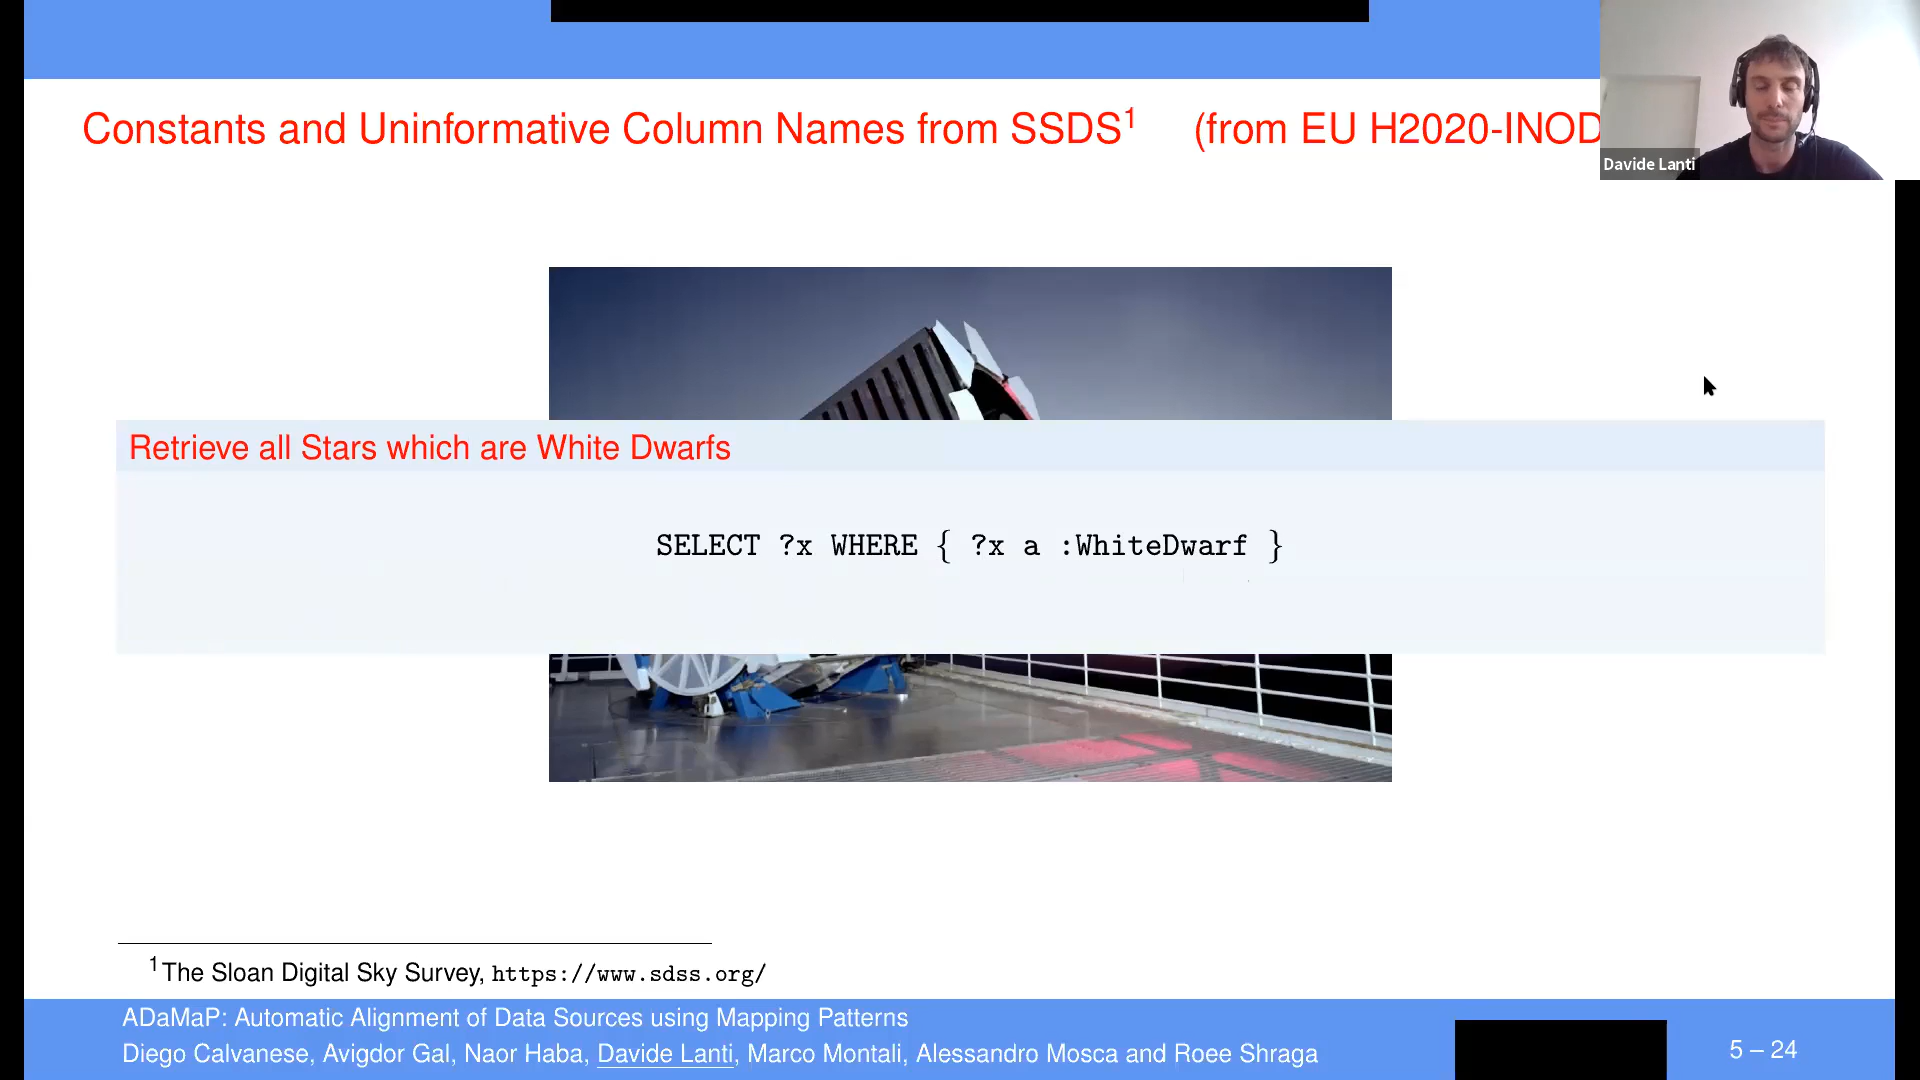 Constants and Uninformative Column Names from SSDS¹ (from EU H2020-INOD
Davide Lanti
Retrieve all Stars which are White Dwarfs
SELECT ?x WHERE { ?x a :WhiteDwarf }
¹The Sloan Digital Sky Survey, https://www.sdss.org/
ADaMaP: Automatic Alignment of Data Sources using Mapping Patterns
Diego Calvanese, Avigdor Gal, Naor Haba, Davide Lanti, Marco Montali, Alessandro Mosca and Roee Shraga
5 – 24